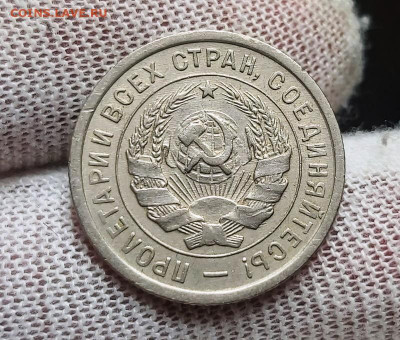 COINS.LAVE.RU
ПРОЛЕТАРИИ ВСЕХ СТРАН, СОЕДИНЯЙТЕСЬ! —